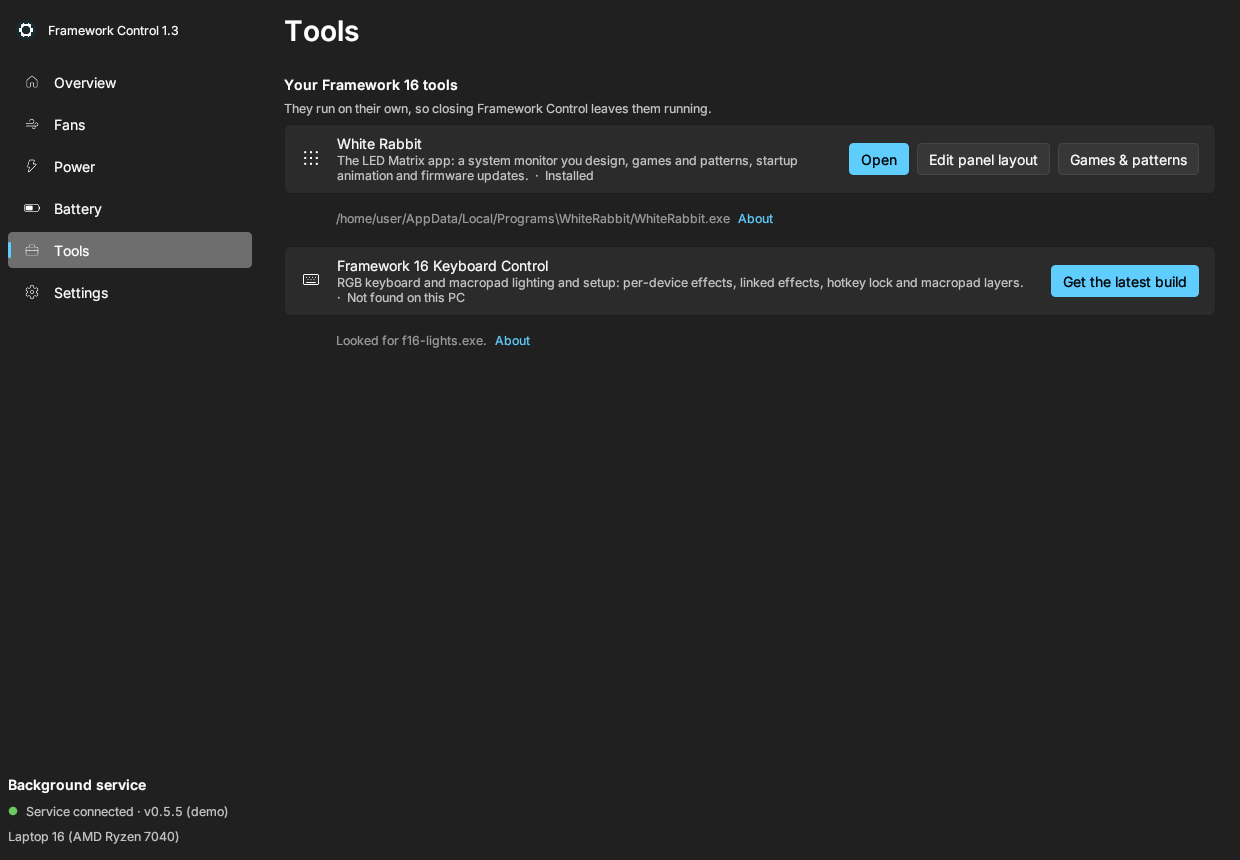 Framework Control 1.3
Overview
Fans
Power
Battery
Tools
Settings
Background service
Service connected · v0.5.5 (demo)
Laptop 16 (AMD Ryzen 7040)
Tools
Your Framework 16 tools
They run on their own, so closing Framework Control leaves them running.
White Rabbit
The LED Matrix app: a system monitor you design, games and patterns, startup
animation and firmware updates. · Installed
Open
Edit panel layout
Games & patterns
/home/user/AppData/Local/Programs\WhiteRabbit/WhiteRabbit.exe About
Framework 16 Keyboard Control
RGB keyboard and macropad lighting and setup: per-device effects, linked effects, hotkey lock and macropad layers.
· Not found on this PC
Get the latest build
Looked for f16-lights.exe. About